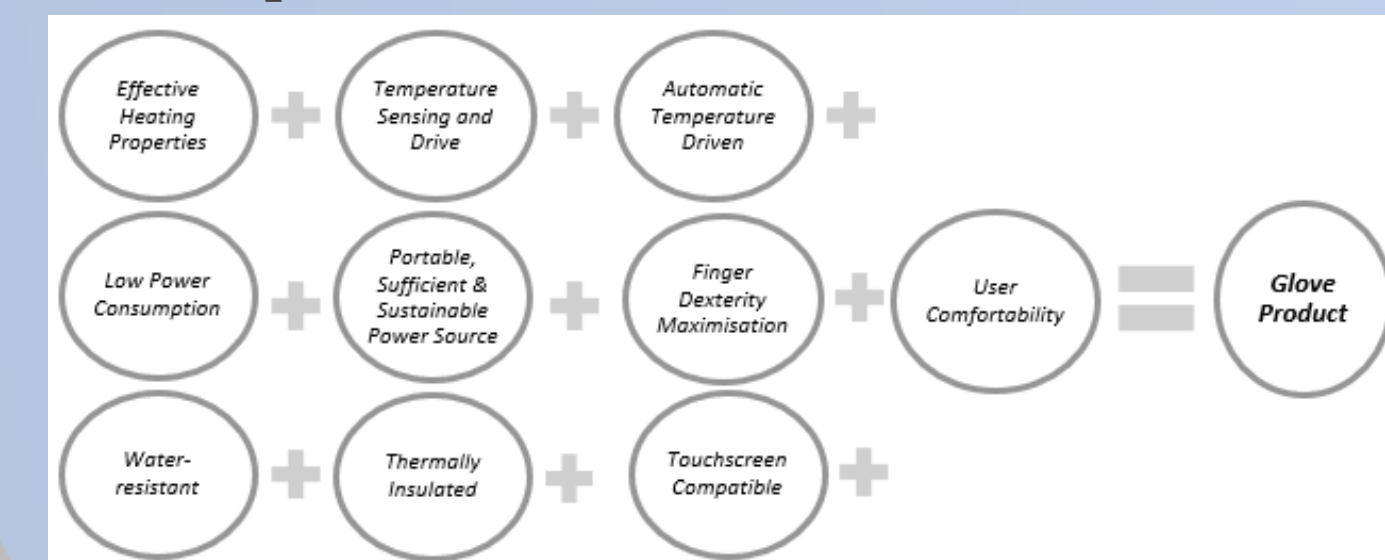 Effective
Heating
Properties
Temperature
Sensing and
Drive
Automatic
Temperature
Driven
Low Power
Consumption
Portable,
Sufficient &
Sustainable
Power Source
Finger
Dexterity
Maximisation
User
Comfortability
Glove
Product
Water-
resistant
Thermally
Insulated
Touchscreen
Compatible